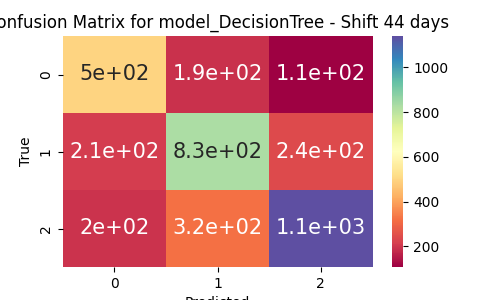 onfusion Matrix for model_DecisionTree - Shift 44 days
0 5e+02 1.9e+02 1.1e+02
1 2.1e+02 8.3e+02 2.4e+02
2 2e+02 3.2e+02 1.1e+03
True
0 1 2
Predicted
1000
800
600
400
200